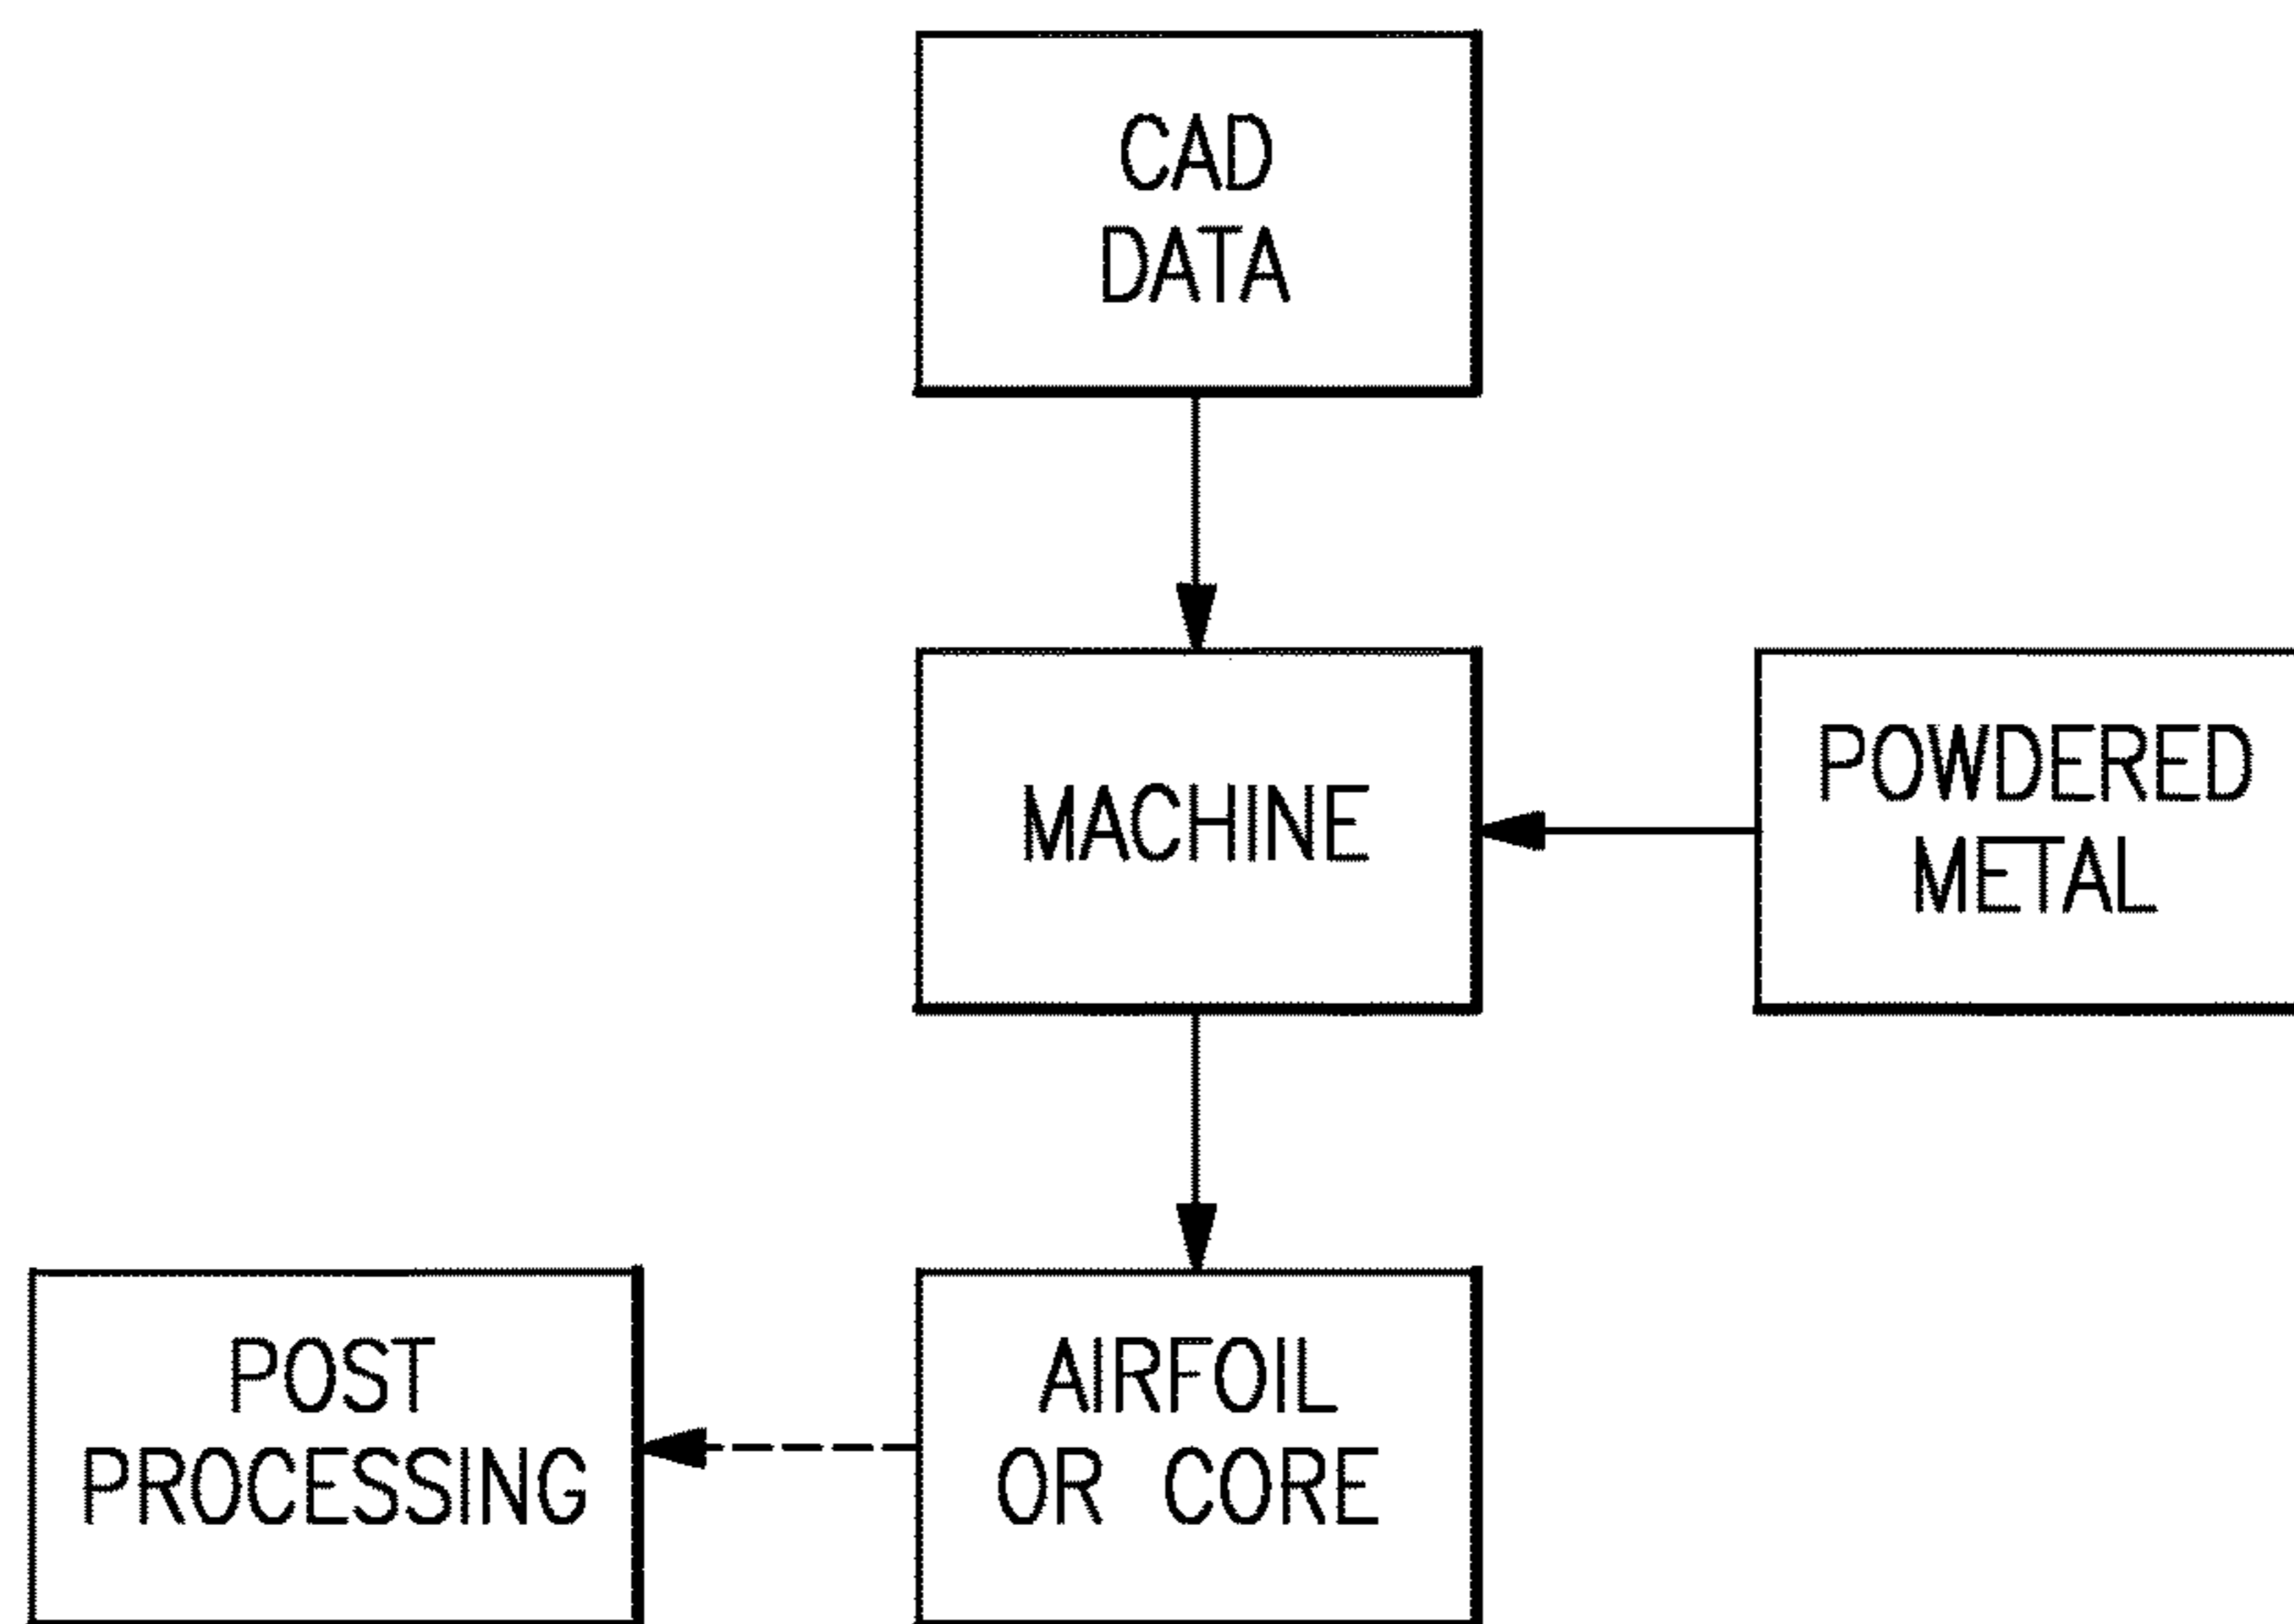 CAD
DATA
MACHINE
POWDERED
METAL
POST
PROCESSING
AIRFOIL
OR CORE